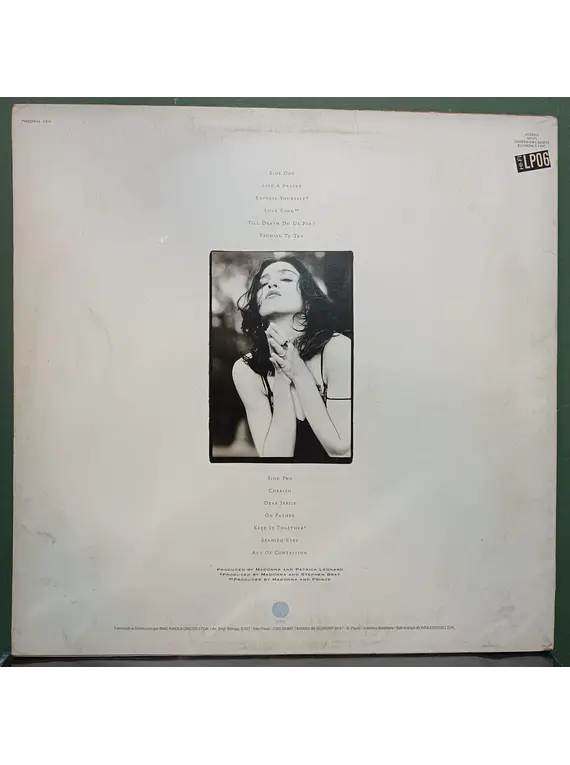 STEREO
SIDE ONE
LIKE A PRAYER
EXPRESS YOURSELF*
LOVE SONG**
TILL DEATH DO US PART
PROMISE TO TRY
LP06
SIDE TWO
CHERISH
DEAR JESSIE
OH FATHER
KEEP IT TOGETHER*
SPANISH EYES
ACT OF CONTRITION
PRODUCED BY MADONNA AND PATRICK LEONARD
*PRODUCED BY MADONNA AND STEPHEN BRAY
**PRODUCED BY MADONNA AND PRINCE